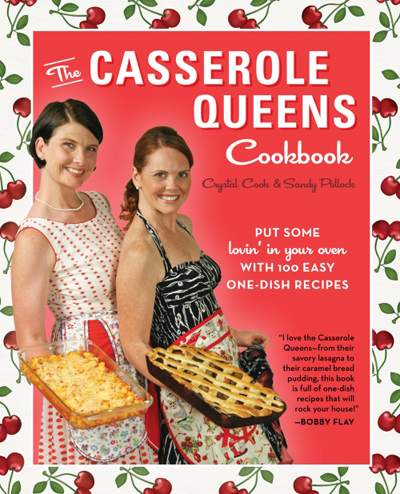 The CASSEROLE
QUEENS
Cookbook
Crystal Cook & Sandy Pollock
PUT SOME
lovin' in your oven
WITH 100 EASY
ONE-DISH RECIPES
"I love the Casserole
Queens—from their
savory lasagna to
their caramel bread
pudding, this book
is full of one-dish
recipes that will
rock your house!"
—BOBBY FLAY